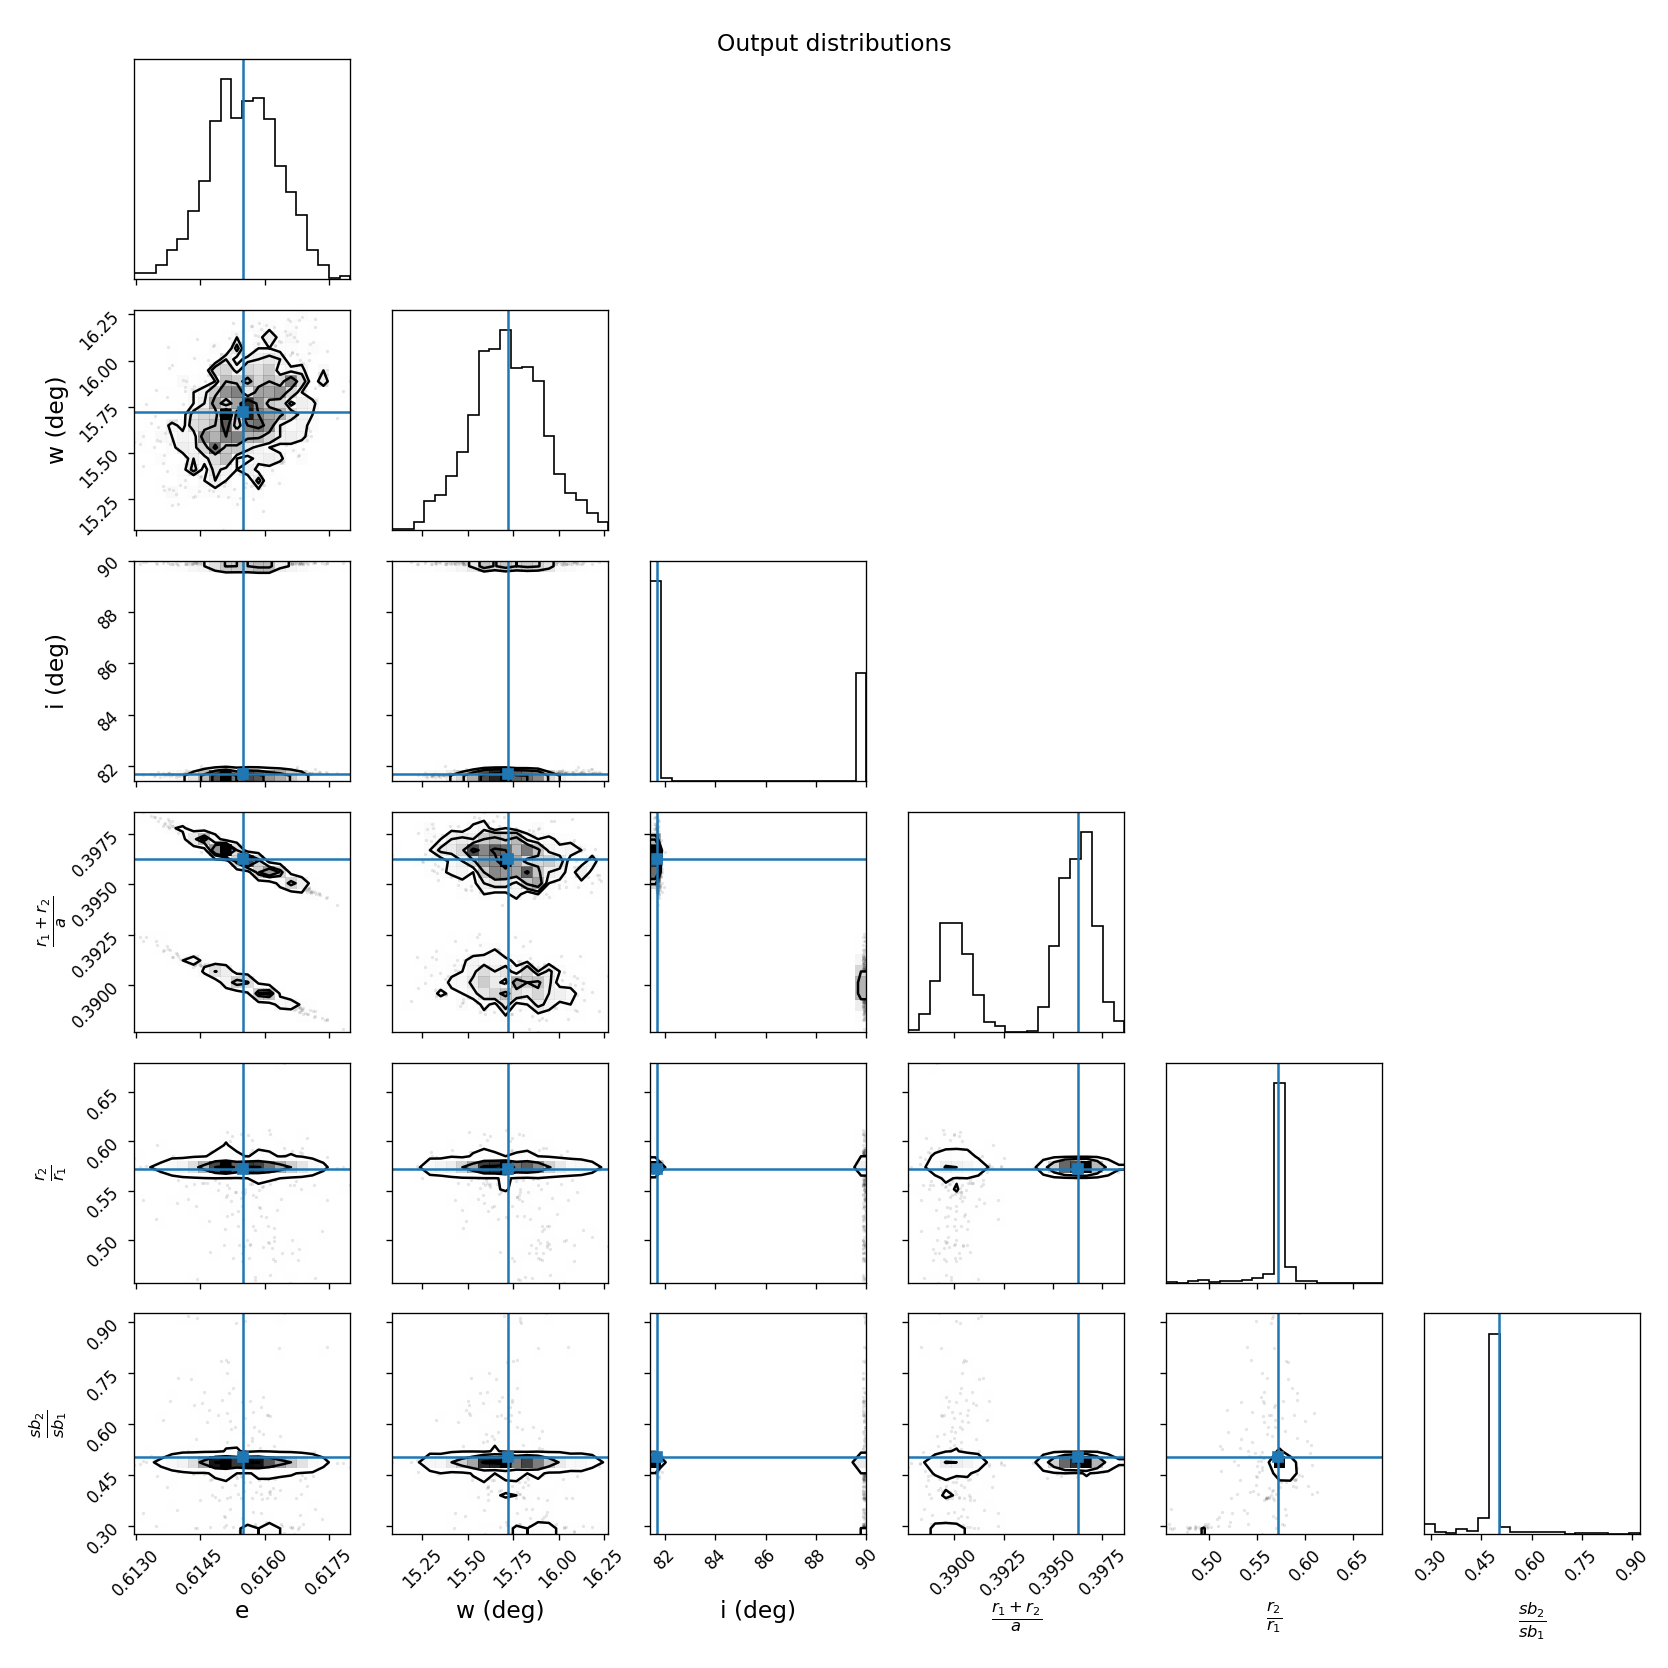 Output distributions
16.25
16.00
15.75
15.50
15.25
w (deg)
90
88
86
84
82
i (deg)
0.3975
0.3950
0.3925
0.3900
r₁ + r₂
a
0.65
0.60
0.55
0.50
r₂
r₁
0.90
0.75
0.60
0.45
0.30
sb₂
sb₁
0.6130 0.6145 0.6160 0.6175
15.25 15.50 15.75 16.00 16.25
82 84 86 88 90
0.3900 0.3925 0.3950 0.3975
0.50 0.55 0.60 0.65
0.30 0.45 0.60 0.75 0.90
e
w (deg)
i (deg)
r₁ + r₂
a
r₂
r₁
sb₂
sb₁